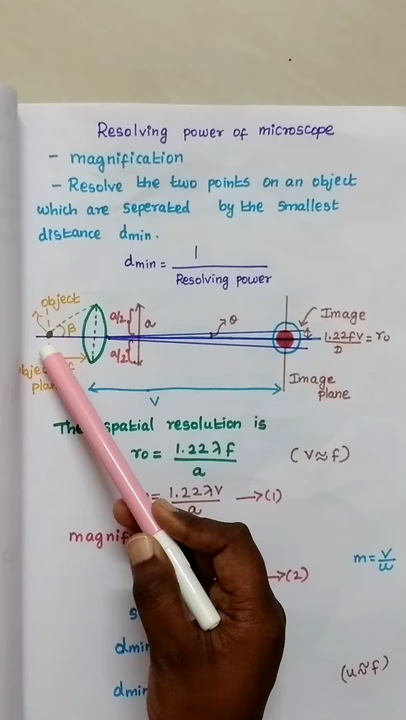 Resolving power of microscope
- magnification
- Resolve the two points on an object
which are seperated by the smallest
distance dmin.
dmin = 1 / Resolving power
object
β
a/2
a/2
a
θ
Image
1.22fV / D = r0
plane
V
Image
plane
The spatial resolution is
r0 = 1.22λf / a (V≈f)
= 1.22λV / a →(1)
m = V/u
→(2)
dmin
dmin
(u≈f)